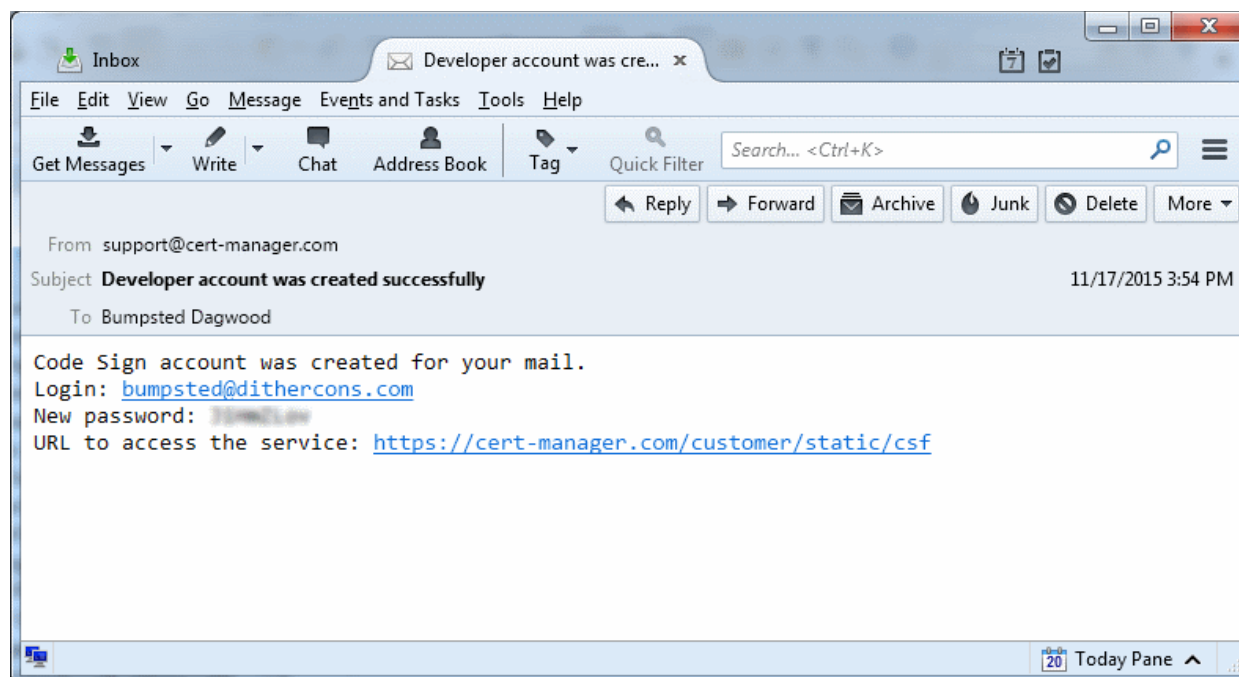 Inbox
Developer account was cre...
7
File Edit View Go Message Events and Tasks Tools Help
Get Messages Write Chat Address Book Tag Quick Filter Search... <Ctrl+K>
Reply Forward Archive Junk Delete More
From support@cert-manager.com
Subject Developer account was created successfully 11/17/2015 3:54 PM
To Bumpsted Dagwood
Code Sign account was created for your mail.
Login: bumpsted@dithercons.com
New password:
URL to access the service: https://cert-manager.com/customer/static/csf
20 Today Pane